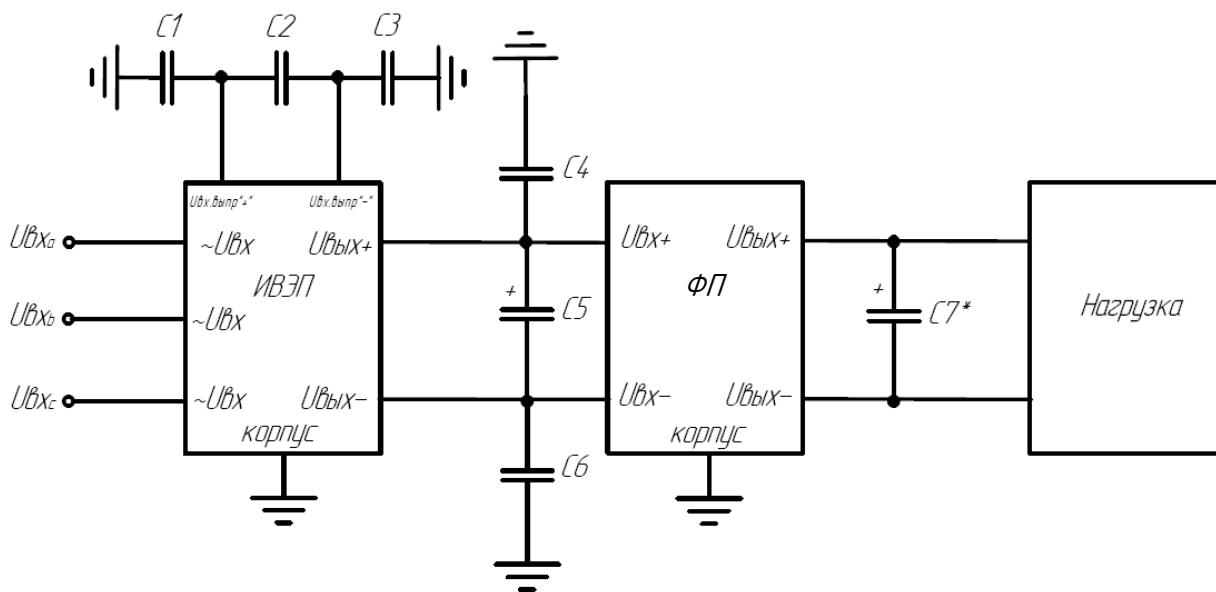 C1
C2
C3
C4
Uвх.выпр"+"
Uвх.выпр"-"
Uвхa
~Uвх
Uвых+
Uвх+
Uвых+
ИВЭП
ФП
+
C5
+
C7*
Нагрузка
Uвхb
~Uвх
Uвхc
~Uвх
Uвых-
Uвх-
Uвых-
корпус
корпус
C6